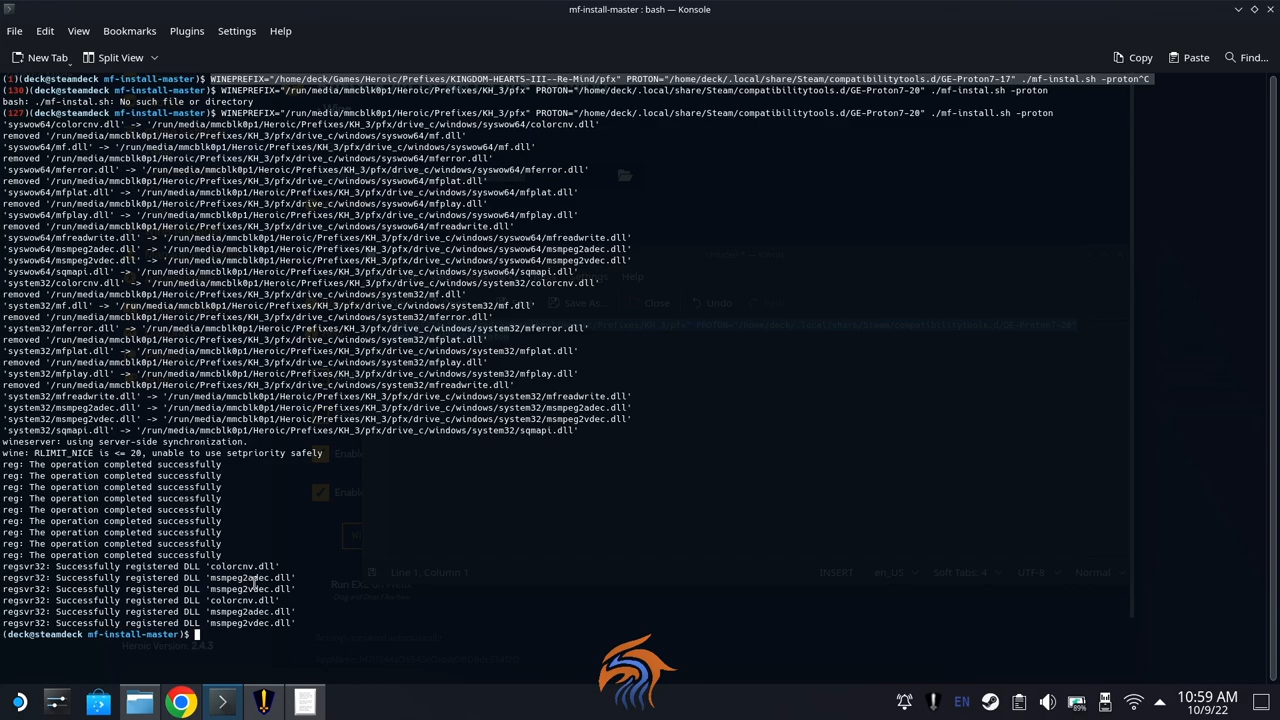 mf-install-master : bash — Konsole
File Edit View Bookmarks Plugins Settings Help
New Tab Split View Copy Paste Find...
(1)(deck@steamdeck mf-install-master)$ WINEPREFIX="/home/deck/Games/Heroic/Prefixes/KINGDOM-HEARTS-III--Re-Mind/pfx" PROTON="/home/deck/.local/share/Steam/compatibilitytools.d/GE-Proton7-17" ./mf-instal.sh -proton^C
(130)(deck@steamdeck mf-install-master)$ WINEPREFIX="/run/media/mmcblk0p1/Heroic/Prefixes/KH_3/pfx" PROTON="/home/deck/.local/share/Steam/compatibilitytools.d/GE-Proton7-20" ./mf-instal.sh -proton
bash: ./mf-instal.sh: No such file or directory
(127)(deck@steamdeck mf-install-master)$ WINEPREFIX="/run/media/mmcblk0p1/Heroic/Prefixes/KH_3/pfx" PROTON="/home/deck/.local/share/Steam/compatibilitytools.d/GE-Proton7-20" ./mf-install.sh -proton
'syswow64/colorcnv.dll' -> '/run/media/mmcblk0p1/Heroic/Prefixes/KH_3/pfx/drive_c/windows/syswow64/colorcnv.dll'
removed '/run/media/mmcblk0p1/Heroic/Prefixes/KH_3/pfx/drive_c/windows/syswow64/mf.dll'
'syswow64/mf.dll' -> '/run/media/mmcblk0p1/Heroic/Prefixes/KH_3/pfx/drive_c/windows/syswow64/mf.dll'
removed '/run/media/mmcblk0p1/Heroic/Prefixes/KH_3/pfx/drive_c/windows/syswow64/mferror.dll'
'syswow64/mferror.dll' -> '/run/media/mmcblk0p1/Heroic/Prefixes/KH_3/pfx/drive_c/windows/syswow64/mferror.dll'
removed '/run/media/mmcblk0p1/Heroic/Prefixes/KH_3/pfx/drive_c/windows/syswow64/mfplat.dll'
'syswow64/mfplat.dll' -> '/run/media/mmcblk0p1/Heroic/Prefixes/KH_3/pfx/drive_c/windows/syswow64/mfplat.dll'
removed '/run/media/mmcblk0p1/Heroic/Prefixes/KH_3/pfx/drive_c/windows/syswow64/mfplay.dll'
'syswow64/mfplay.dll' -> '/run/media/mmcblk0p1/Heroic/Prefixes/KH_3/pfx/drive_c/windows/syswow64/mfplay.dll'
removed '/run/media/mmcblk0p1/Heroic/Prefixes/KH_3/pfx/drive_c/windows/syswow64/mfreadwrite.dll'
'syswow64/mfreadwrite.dll' -> '/run/media/mmcblk0p1/Heroic/Prefixes/KH_3/pfx/drive_c/windows/syswow64/mfreadwrite.dll'
'syswow64/msmpeg2adec.dll' -> '/run/media/mmcblk0p1/Heroic/Prefixes/KH_3/pfx/drive_c/windows/syswow64/msmpeg2adec.dll'
'syswow64/msmpeg2vdec.dll' -> '/run/media/mmcblk0p1/Heroic/Prefixes/KH_3/pfx/drive_c/windows/syswow64/msmpeg2vdec.dll'
'syswow64/sqmapi.dll' -> '/run/media/mmcblk0p1/Heroic/Prefixes/KH_3/pfx/drive_c/windows/syswow64/sqmapi.dll'
'system32/colorcnv.dll' -> '/run/media/mmcblk0p1/Heroic/Prefixes/KH_3/pfx/drive_c/windows/system32/colorcnv.dll'
removed '/run/media/mmcblk0p1/Heroic/Prefixes/KH_3/pfx/drive_c/windows/system32/mf.dll'
'system32/mf.dll' -> '/run/media/mmcblk0p1/Heroic/Prefixes/KH_3/pfx/drive_c/windows/system32/mf.dll'
removed '/run/media/mmcblk0p1/Heroic/Prefixes/KH_3/pfx/drive_c/windows/system32/mferror.dll'
'system32/mferror.dll' -> '/run/media/mmcblk0p1/Heroic/Prefixes/KH_3/pfx/drive_c/windows/system32/mferror.dll'
removed '/run/media/mmcblk0p1/Heroic/Prefixes/KH_3/pfx/drive_c/windows/system32/mfplat.dll'
'system32/mfplat.dll' -> '/run/media/mmcblk0p1/Heroic/Prefixes/KH_3/pfx/drive_c/windows/system32/mfplat.dll'
removed '/run/media/mmcblk0p1/Heroic/Prefixes/KH_3/pfx/drive_c/windows/system32/mfplay.dll'
'system32/mfplay.dll' -> '/run/media/mmcblk0p1/Heroic/Prefixes/KH_3/pfx/drive_c/windows/system32/mfplay.dll'
removed '/run/media/mmcblk0p1/Heroic/Prefixes/KH_3/pfx/drive_c/windows/system32/mfreadwrite.dll'
'system32/mfreadwrite.dll' -> '/run/media/mmcblk0p1/Heroic/Prefixes/KH_3/pfx/drive_c/windows/system32/mfreadwrite.dll'
'system32/msmpeg2adec.dll' -> '/run/media/mmcblk0p1/Heroic/Prefixes/KH_3/pfx/drive_c/windows/system32/msmpeg2adec.dll'
'system32/msmpeg2vdec.dll' -> '/run/media/mmcblk0p1/Heroic/Prefixes/KH_3/pfx/drive_c/windows/system32/msmpeg2vdec.dll'
'system32/sqmapi.dll' -> '/run/media/mmcblk0p1/Heroic/Prefixes/KH_3/pfx/drive_c/windows/system32/sqmapi.dll'
wineserver: using server-side synchronization.
wine: RLIMIT_NICE is <= 20, unable to use setpriority safely
reg: The operation completed successfully
reg: The operation completed successfully
reg: The operation completed successfully
reg: The operation completed successfully
reg: The operation completed successfully
reg: The operation completed successfully
reg: The operation completed successfully
reg: The operation completed successfully
reg: The operation completed successfully
regsvr32: Successfully registered DLL 'colorcnv.dll'
regsvr32: Successfully registered DLL 'msmpeg2adec.dll'
regsvr32: Successfully registered DLL 'msmpeg2vdec.dll'
regsvr32: Successfully registered DLL 'colorcnv.dll'
regsvr32: Successfully registered DLL 'msmpeg2adec.dll'
regsvr32: Successfully registered DLL 'msmpeg2vdec.dll'
(deck@steamdeck mf-install-master)$
Help
Save As... Close Undo
Enable
Enable
Line 1, Column 1 INSERT en_US Soft Tabs: 4 UTF-8 Normal
Run EXE
Heroic Version: 2.4.3
89%
EN
10:59 AM
10/9/22